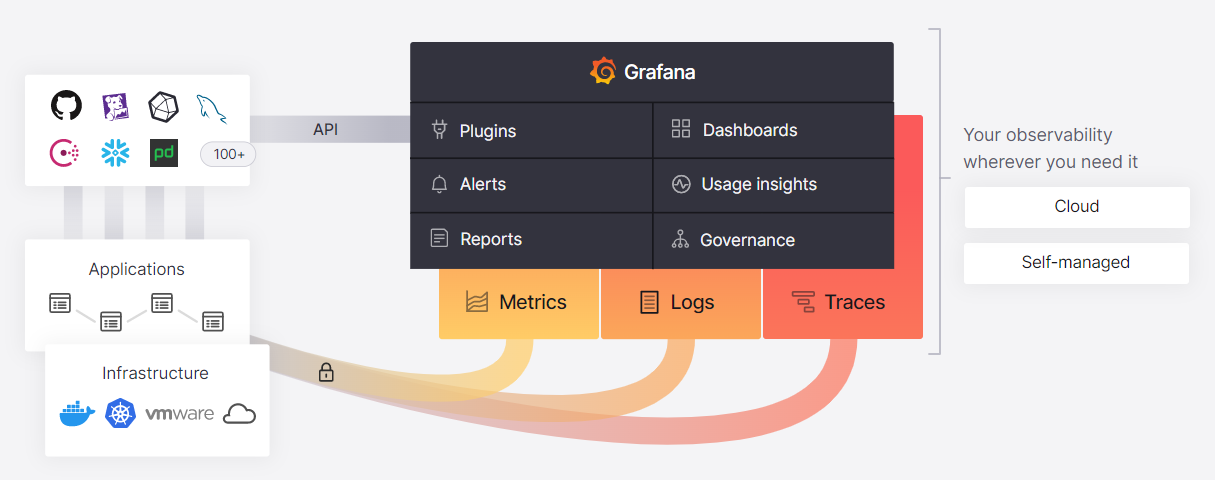 Grafana
API
pd
100+
Plugins
Dashboards
Alerts
Usage insights
Reports
Governance
Your observability
wherever you need it
Cloud
Self-managed
Applications
Metrics
Logs
Traces
Infrastructure
vmware